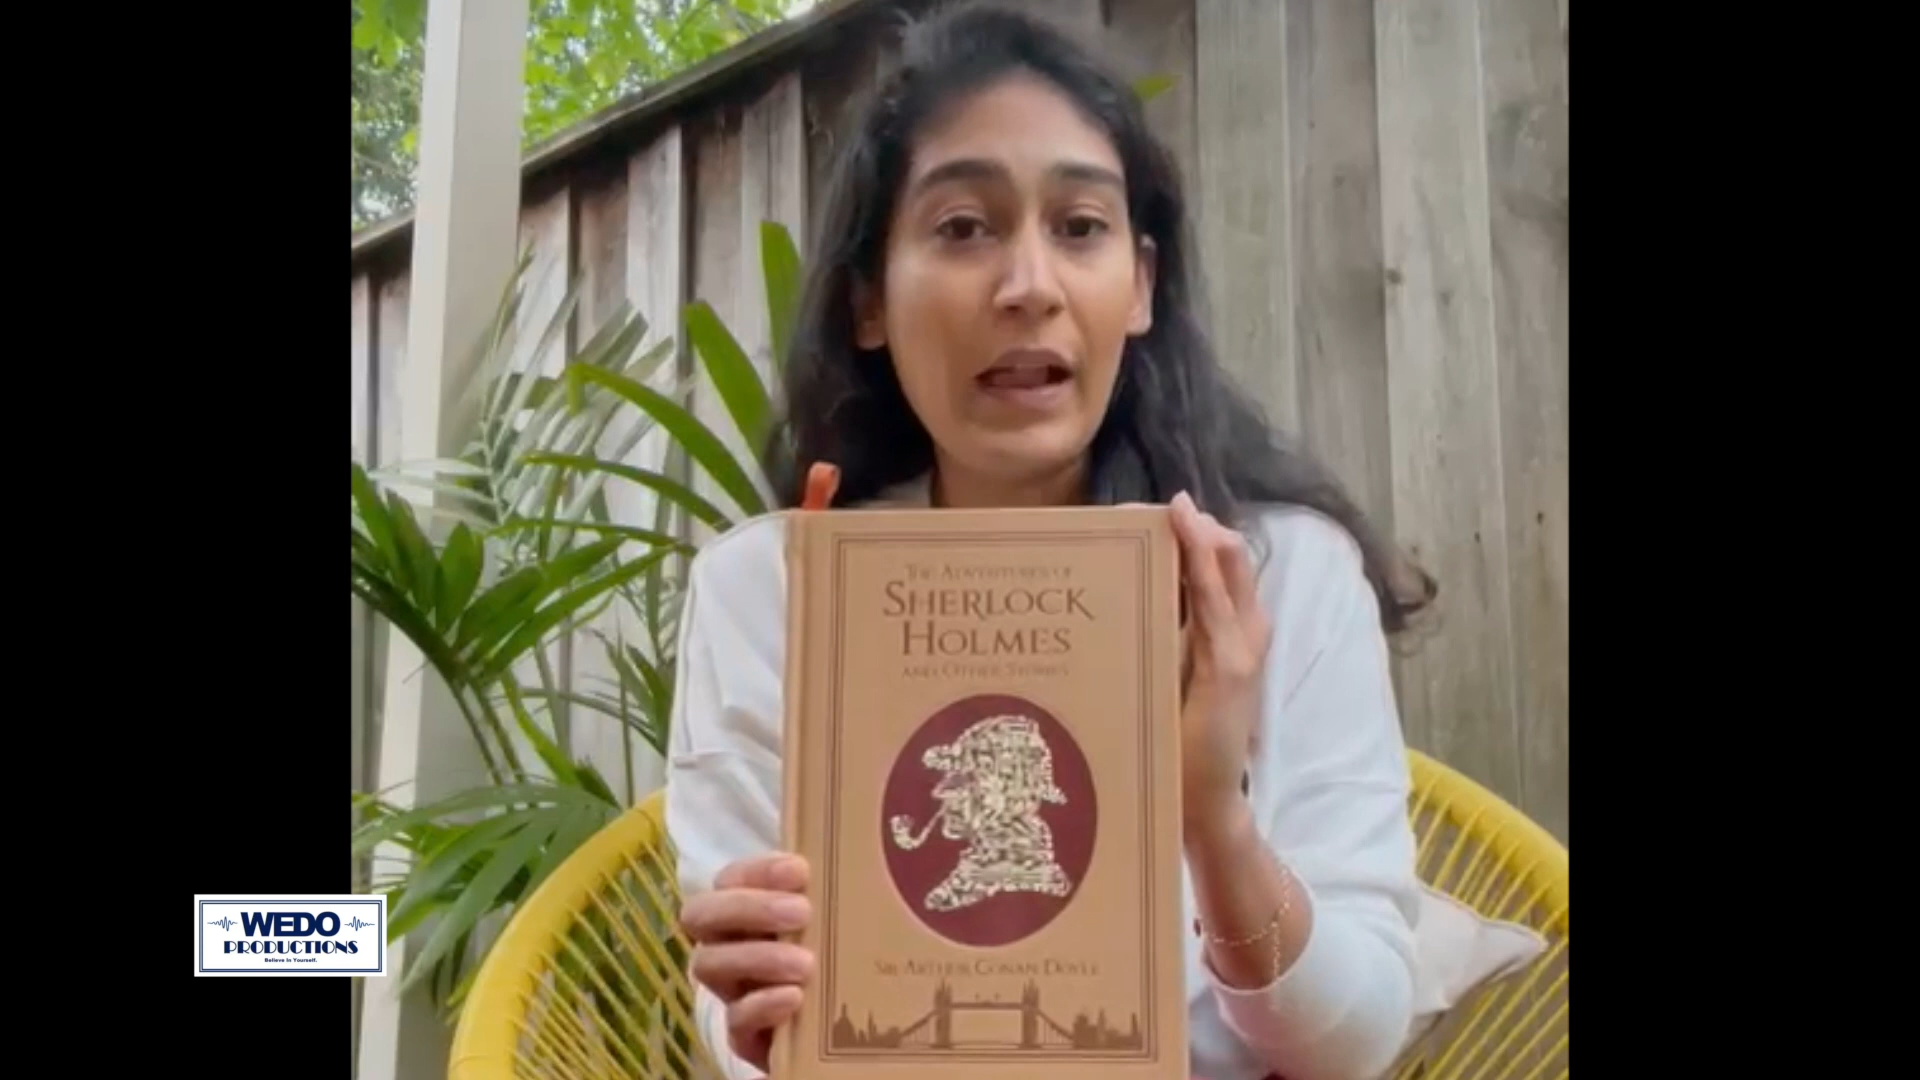 THE ADVENTURES OF
SHERLOCK
HOLMES
AND OTHER STORIES
SIR ARTHUR CONAN DOYLE
WEDO
PRODUCTIONS
Believe In Yourself.